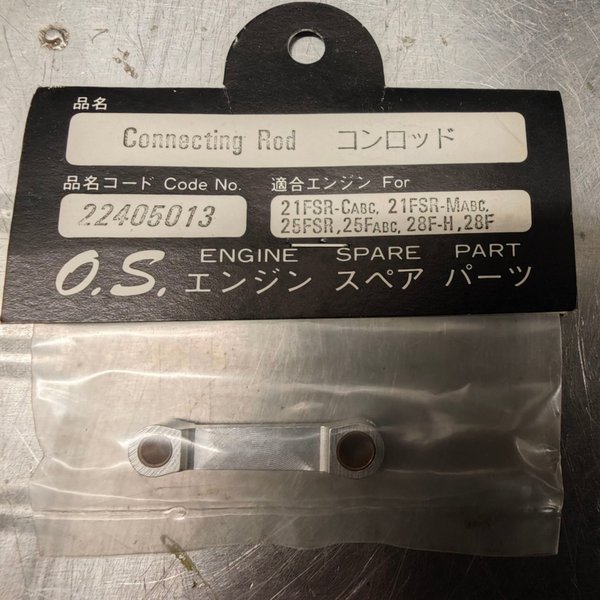 品名
Connecting Rod コンロッド
品名コード Code No. 適合エンジン For
22405013
21FSR-CABC, 21FSR-MABC,
25FSR, 25FABC, 28F-H, 28F
O.S. ENGINE SPARE PART
エンジン スペア パーツ